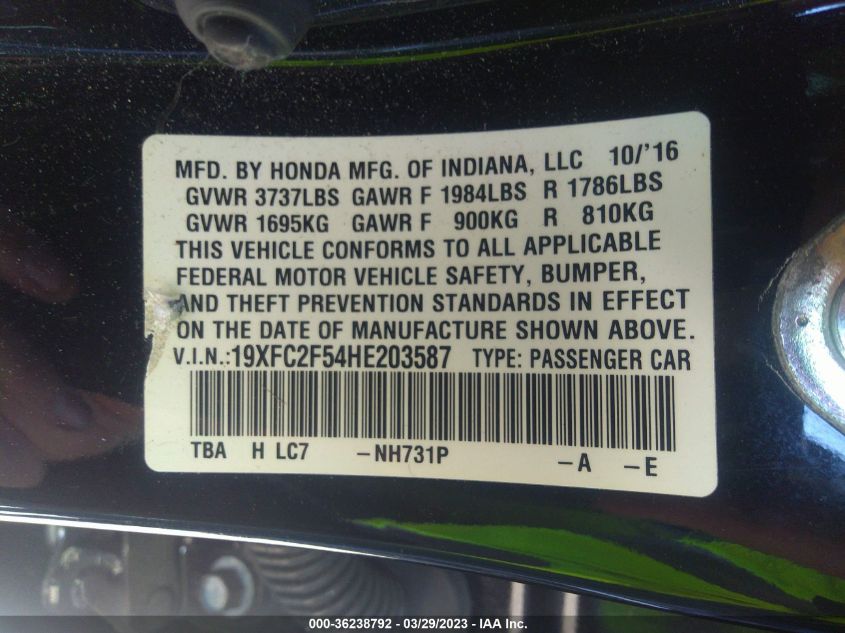 MFD. BY HONDA MFG. OF INDIANA, LLC 10/'16
GVWR 3737LBS GAWR F 1984LBS R 1786LBS
GVWR 1695KG GAWR F 900KG R 810KG
THIS VEHICLE CONFORMS TO ALL APPLICABLE
FEDERAL MOTOR VEHICLE SAFETY, BUMPER,
AND THEFT PREVENTION STANDARDS IN EFFECT
ON THE DATE OF MANUFACTURE SHOWN ABOVE.
V.I.N.:19XFC2F54HE203587 TYPE: PASSENGER CAR
TBA H LC7 -NH731P -A -E
000-36238792 - 03/29/2023 - IAA Inc.